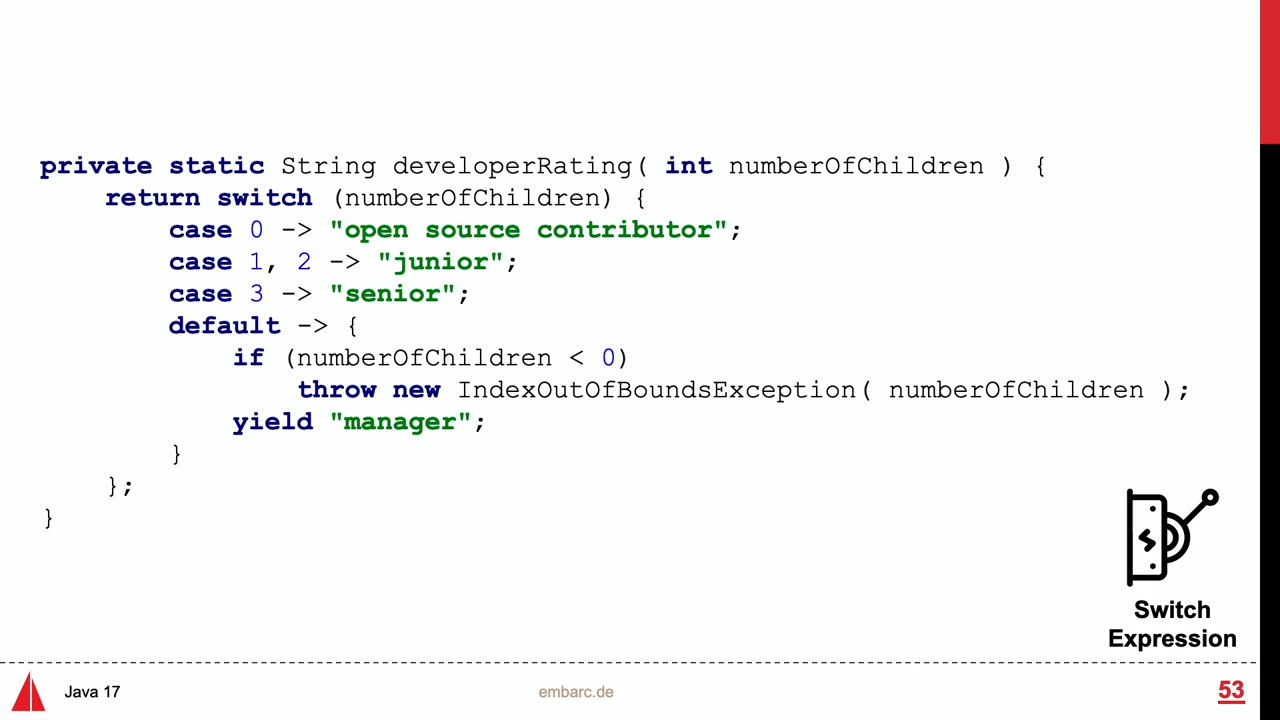 private static String developerRating( int numberOfChildren ) {
    return switch (numberOfChildren) {
        case 0 -> "open source contributor";
        case 1, 2 -> "junior";
        case 3 -> "senior";
        default -> {
            if (numberOfChildren < 0)
                throw new IndexOutOfBoundsException( numberOfChildren );
            yield "manager";
        }
    };
}
Switch
Expression
Java 17
embarc.de
53